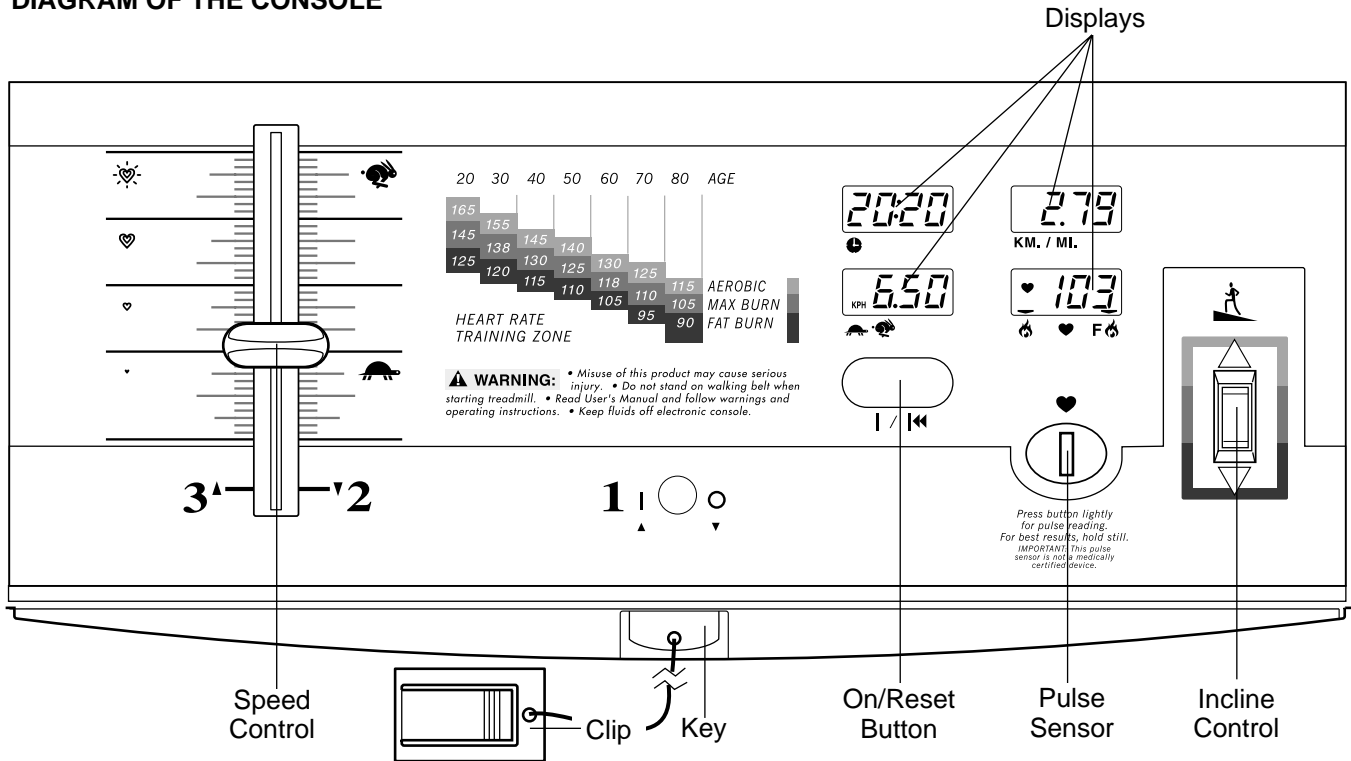 DIAGRAM OF THE CONSOLE
Displays
20 30 40 50 60 70 80 AGE
165
145
125
155
138
120
145
130
115
140
125
110
130
118
105
125
110
95
115
105
90
AEROBIC
MAX BURN
FAT BURN
HEART RATE
TRAINING ZONE
WARNING: • Misuse of this product may cause serious
injury. • Do not stand on walking belt when
starting treadmill. • Read User's Manual and follow warnings and
operating instructions. • Keep fluids off electronic console.
20:20
2.79
KM. / MI.
KPH 6.50
103
F
I / I◀◀
3▲
▼2
1 I O
▲ ▼
Press button lightly
for pulse reading.
For best results, hold still.
IMPORTANT: This pulse
sensor is not a medically
certified device.
Speed
Control
Clip
Key
On/Reset
Button
Pulse
Sensor
Incline
Control